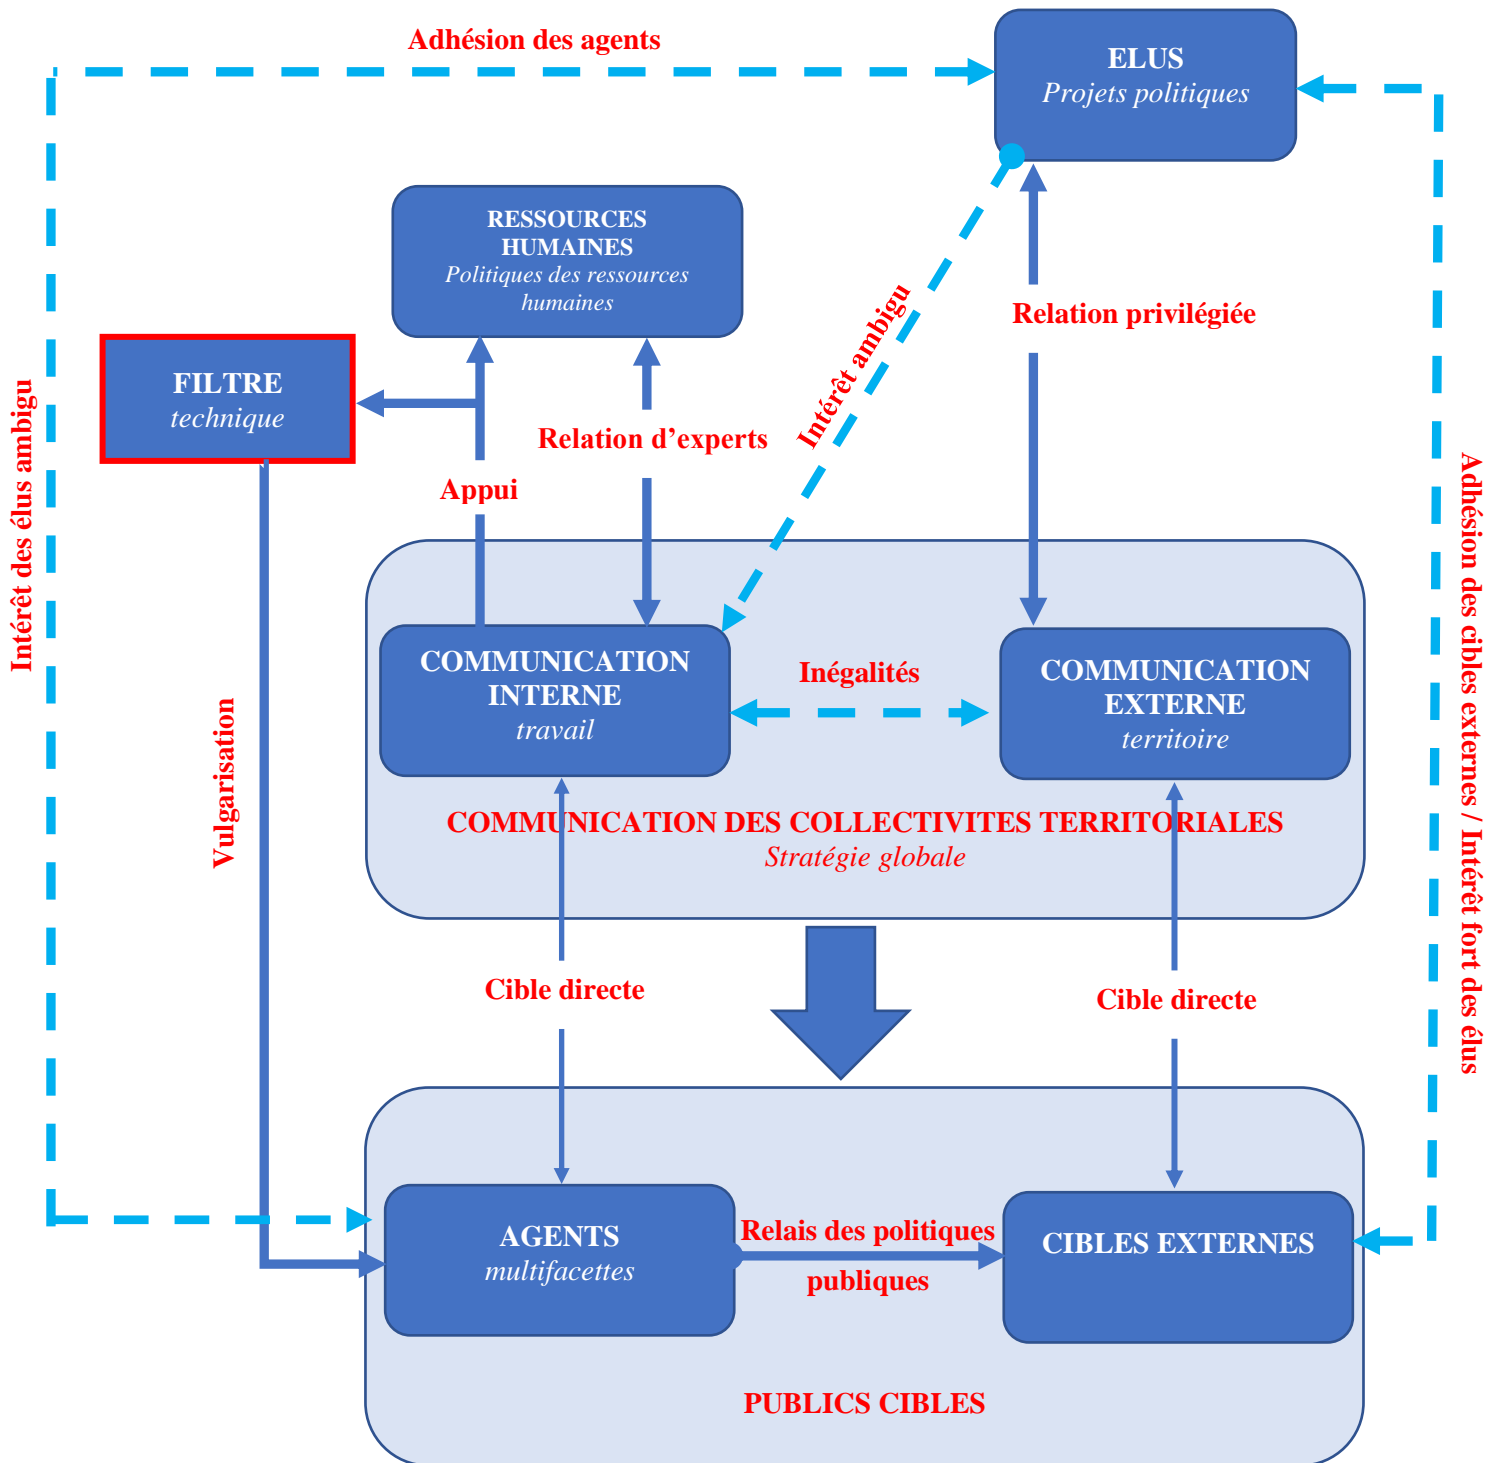 Adhésion des agents
ELUS
Projets politiques
RESSOURCES
HUMAINES
Politiques des ressources
humaines
Intérêt ambigu
Relation privilégiée
FILTRE
technique
Relation d’experts
Appui
Intérêt des élus ambigu
Adhésion des cibles externes / Intérêt fort des élus
COMMUNICATION
INTERNE
travail
Inégalités
COMMUNICATION
EXTERNE
territoire
Vulgarisation
COMMUNICATION DES COLLECTIVITES TERRITORIALES
Stratégie globale
Cible directe
Cible directe
AGENTS
multifacettes
Relais des politiques
publiques
CIBLES EXTERNES
PUBLICS CIBLES